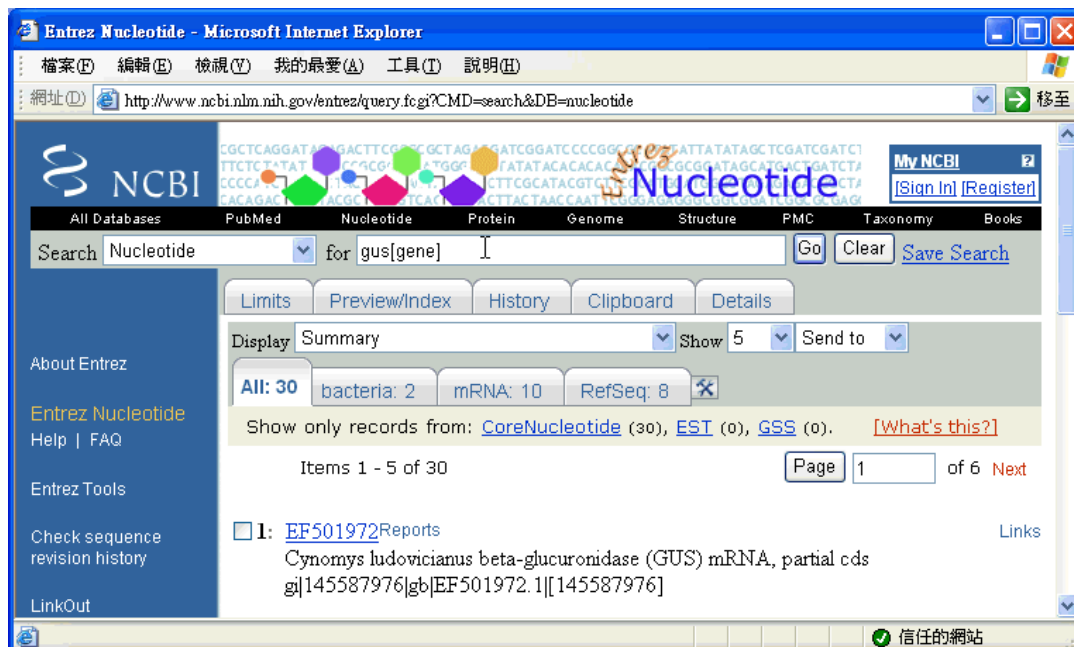 Entrez Nucleotide - Microsoft Internet Explorer
檔案(F) 編輯(E) 檢視(V) 我的最愛(A) 工具(T) 說明(H)
網址(D) http://www.ncbi.nlm.nih.gov/entrez/query.fcgi?CMD=search&DB=nucleotide 移至
NCBI
Entrez Nucleotide
My NCBI
[Sign In] [Register]
All Databases PubMed Nucleotide Protein Genome Structure PMC Taxonomy Books
Search Nucleotide for gus[gene] Go Clear Save Search
Limits Preview/Index History Clipboard Details
Display Summary Show 5 Send to
All: 30 bacteria: 2 mRNA: 10 RefSeq: 8
Show only records from: CoreNucleotide (30), EST (0), GSS (0). [What's this?]
Items 1 - 5 of 30 Page 1 of 6 Next
1: EF501972 Reports Links
Cynomys ludovicianus beta-glucuronidase (GUS) mRNA, partial cds
gi|145587976|gb|EF501972.1|[145587976]
About Entrez
Entrez Nucleotide
Help | FAQ
Entrez Tools
Check sequence
revision history
LinkOut
信任的網站